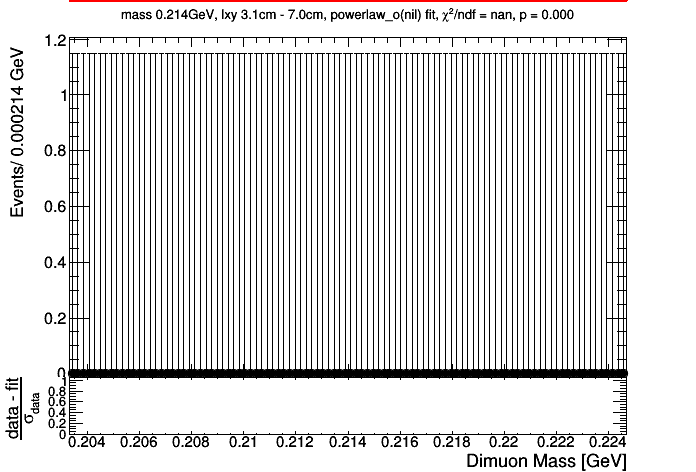 mass 0.214GeV, lxy 3.1cm - 7.0cm, powerlaw_o(nil) fit, χ²/ndf = nan, p = 0.000
Events/ 0.000214 GeV
1.2
1
0.8
0.6
0.4
0.2
0
data - fit
σdata
1
0.8
0.6
0.4
0.2
0
0.204 0.206 0.208 0.21 0.212 0.214 0.216 0.218 0.22 0.222 0.224
Dimuon Mass [GeV]